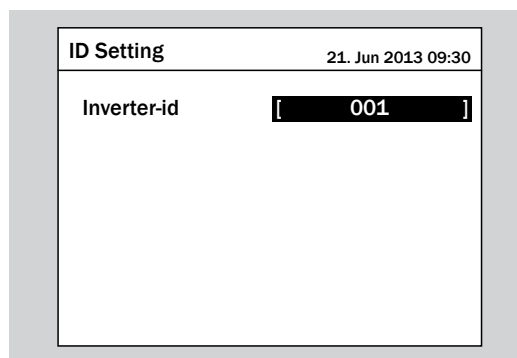 ID Setting 21. Jun 2013 09:30
Inverter-id [ 001 ]